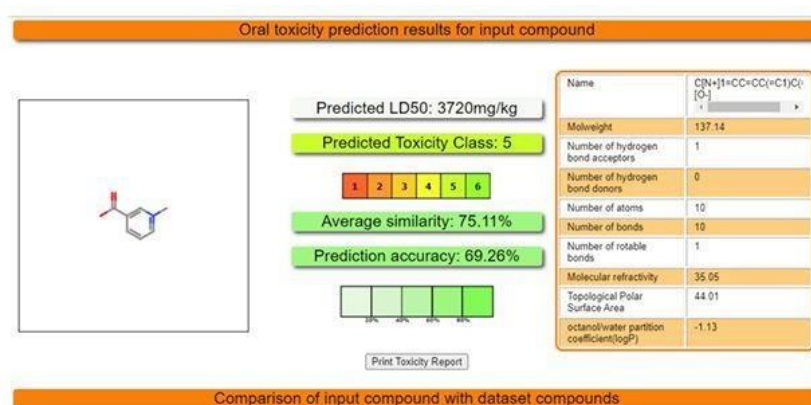 Oral toxicity prediction results for input compound
Predicted LD50: 3720mg/kg
Predicted Toxicity Class: 5
1 2 3 4 5 6
Average similarity: 75.11%
Prediction accuracy: 69.26%
20% 40% 60% 80%
Print Toxicity Report
Name C[N+]1=CC=CC(=C1)C(
[O-]
Molweight 137.14
Number of hydrogen
bond acceptors 1
Number of hydrogen
bond donors 0
Number of atoms 10
Number of bonds 10
Number of rotable
bonds 1
Molecular refractivity 35.05
Topological Polar
Surface Area 44.01
octanol/water partition
coefficient(logP) -1.13
Comparison of input compound with dataset compounds